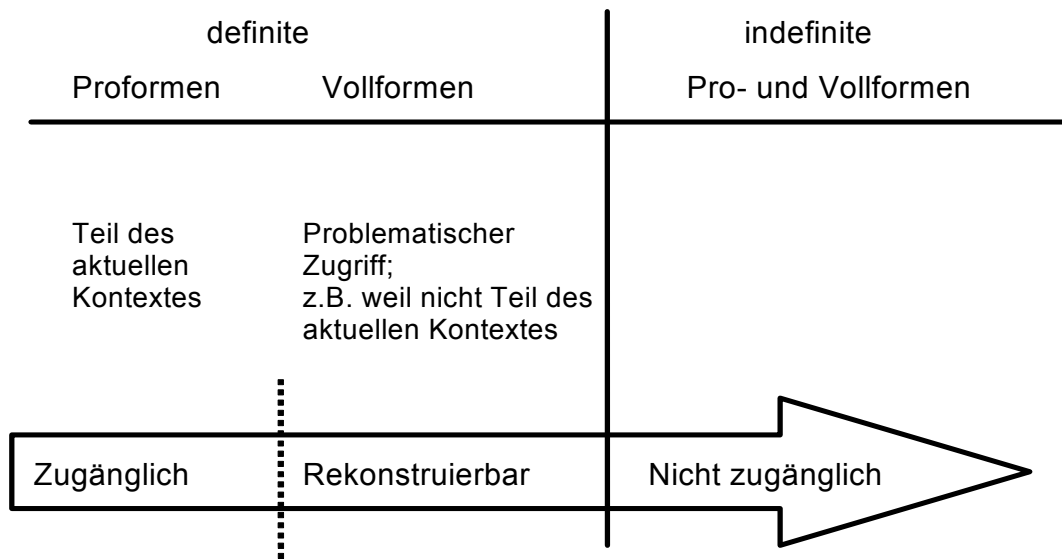 definite
indefinite
Proformen
Vollformen
Pro- und Vollformen
Teil des
aktuellen
Kontextes
Problematischer
Zugriff;
z.B. weil nicht Teil des
aktuellen Kontextes
Zugänglich
Rekonstruierbar
Nicht zugänglich